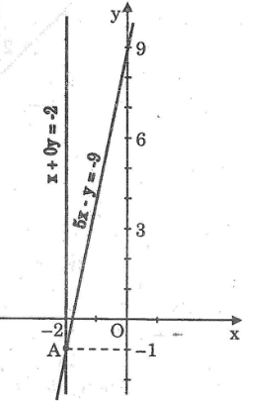 y
9
x + 0y = -2
6
5x - y = -9
3
-2
O
x
A
-1